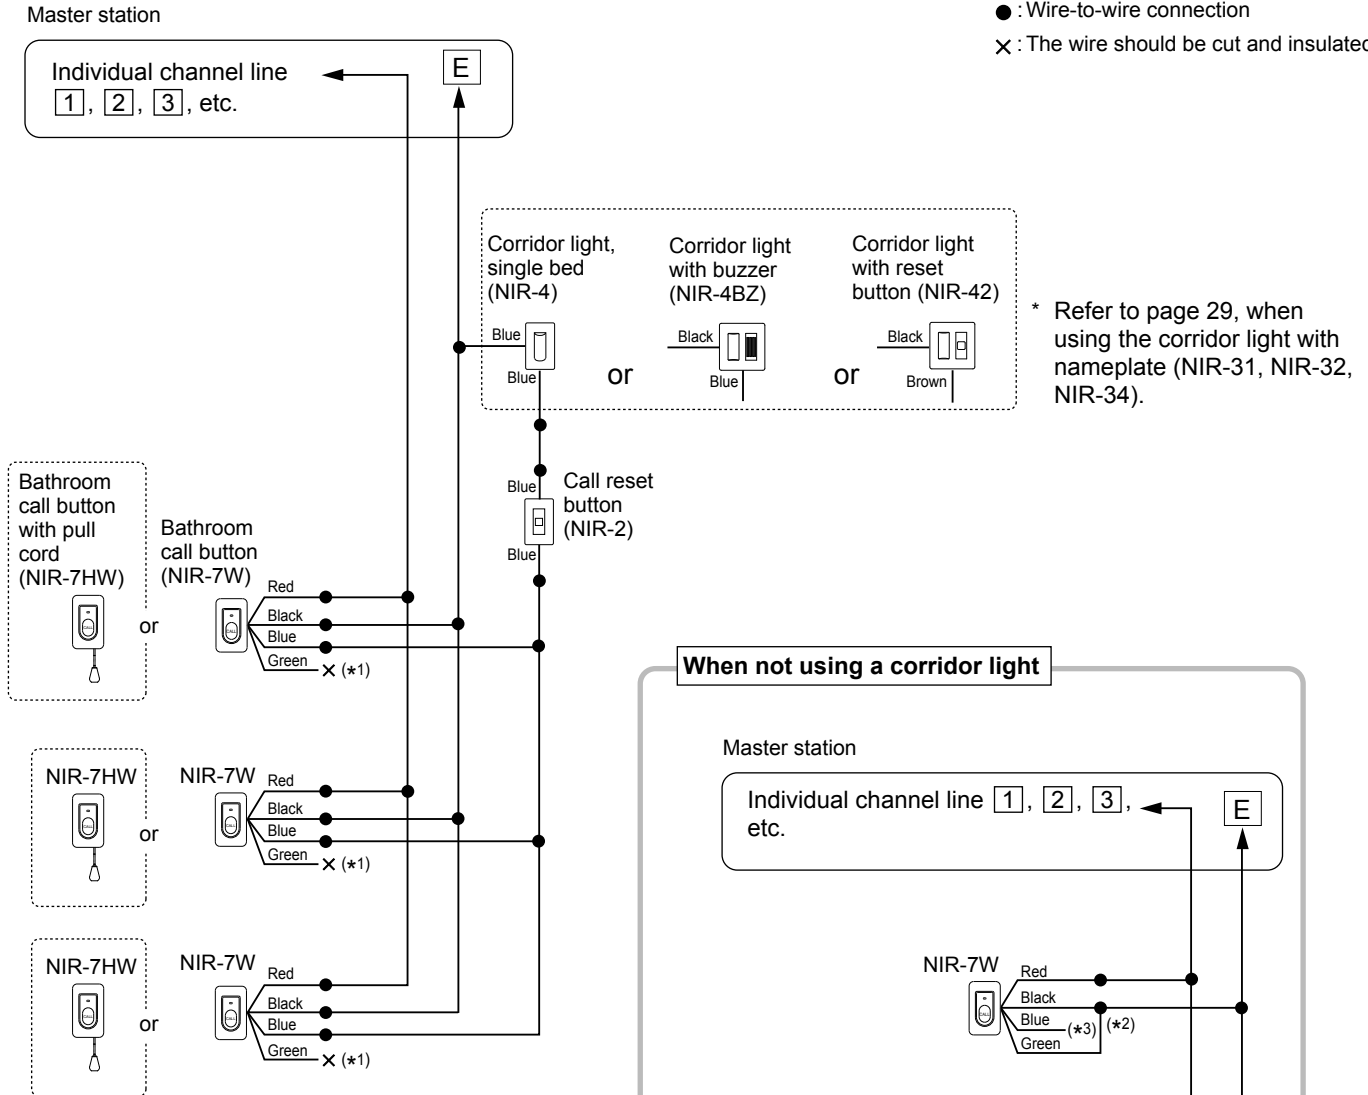 Master station
● : Wire-to-wire connection
× : The wire should be cut and insulated
Individual channel line
1, 2, 3, etc.
E
Corridor light,
single bed
(NIR-4)
Corridor light
with buzzer
(NIR-4BZ)
Corridor light
with reset
button (NIR-42)
Blue
Blue
or
Black
Blue
or
Black
Brown
* Refer to page 29, when
using the corridor light with
nameplate (NIR-31, NIR-32,
NIR-34).
Blue
Call reset
button
(NIR-2)
Blue
Bathroom
call button
with pull
cord
(NIR-7HW)
or
Bathroom
call button
(NIR-7W)
Red
Black
Blue
Green
× (*1)
NIR-7HW
or
NIR-7W
Red
Black
Blue
Green
× (*1)
NIR-7HW
or
NIR-7W
Red
Black
Blue
Green
× (*1)
When not using a corridor light
Master station
Individual channel line 1, 2, 3,
etc.
E
NIR-7W
Red
Black
Blue (*3) (*2)
Green